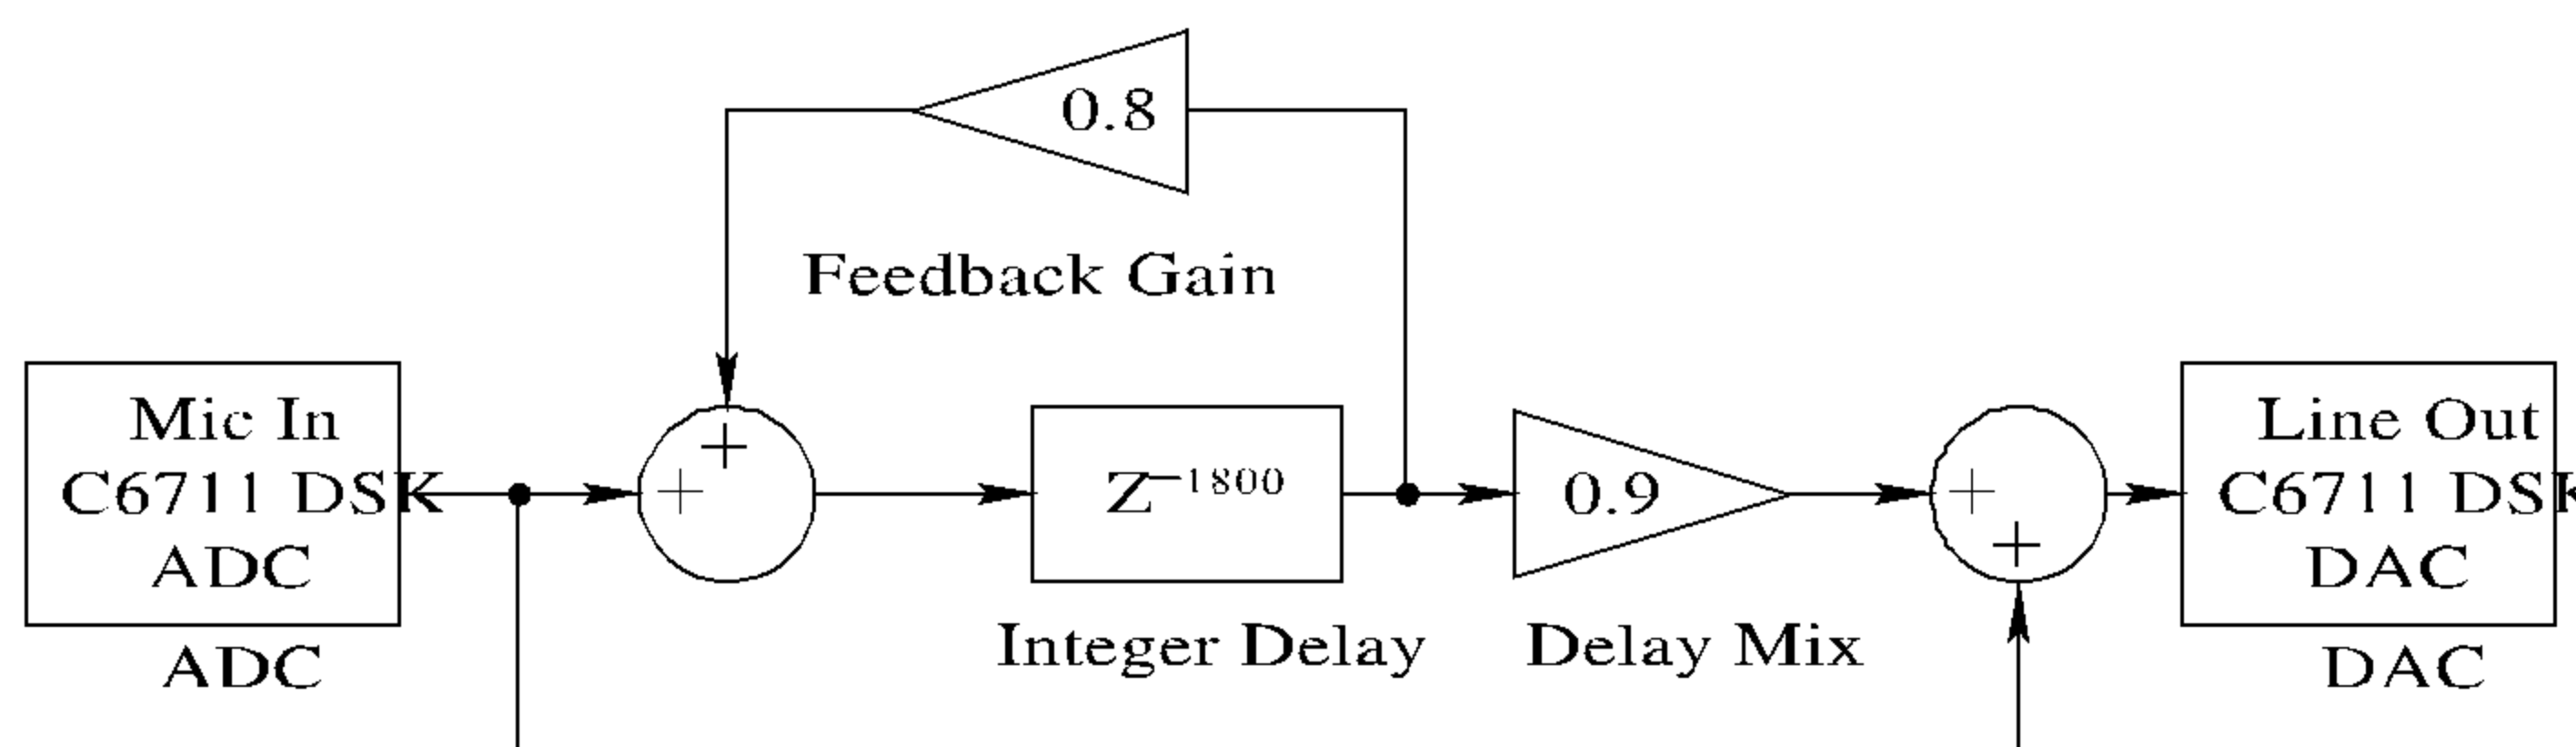 0.8
Feedback Gain
Mic In
C6711 DSK
ADC
ADC
+
+
Z⁻¹⁸⁰⁰
Integer Delay
0.9
Delay Mix
+
+
Line Out
C6711 DSK
DAC
DAC